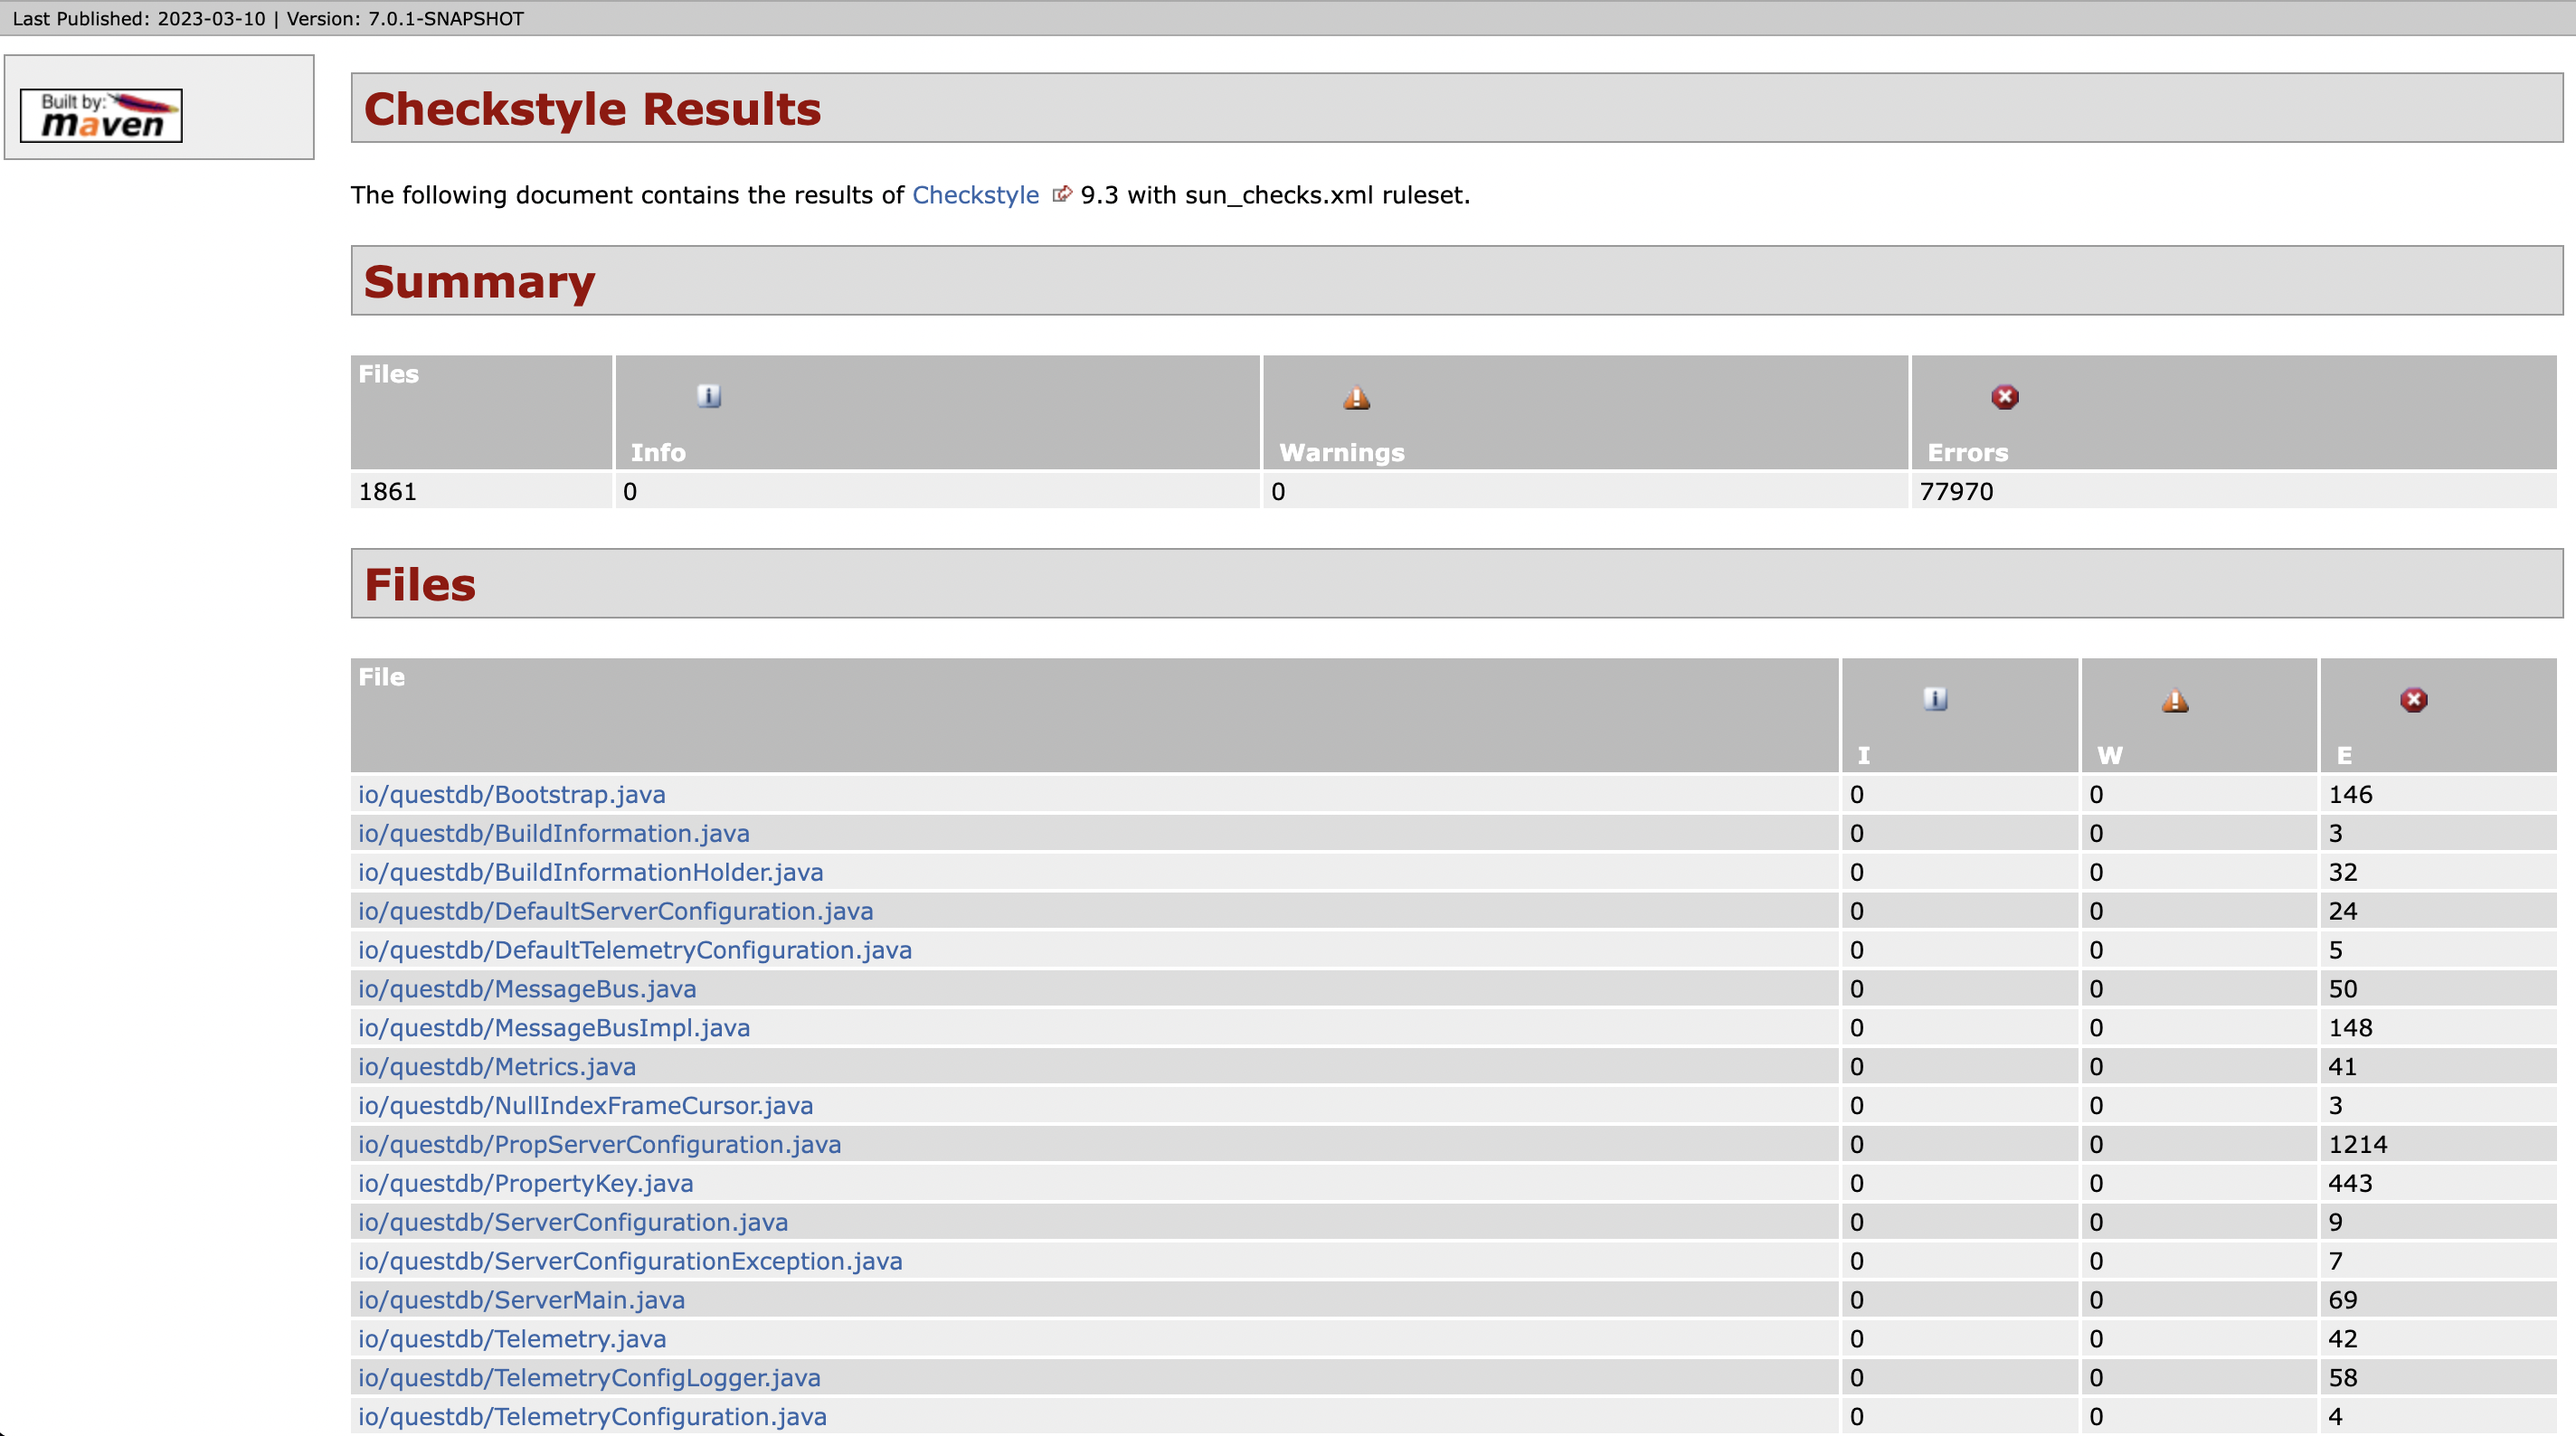 Last Published: 2023-03-10 | Version: 7.0.1-SNAPSHOT
Built by:
maven
Checkstyle Results
The following document contains the results of Checkstyle 9.3 with sun_checks.xml ruleset.
Summary
Files Info Warnings Errors
1861 0 0 77970
Files
File I W E
io/questdb/Bootstrap.java 0 0 146
io/questdb/BuildInformation.java 0 0 3
io/questdb/BuildInformationHolder.java 0 0 32
io/questdb/DefaultServerConfiguration.java 0 0 24
io/questdb/DefaultTelemetryConfiguration.java 0 0 5
io/questdb/MessageBus.java 0 0 50
io/questdb/MessageBusImpl.java 0 0 148
io/questdb/Metrics.java 0 0 41
io/questdb/NullIndexFrameCursor.java 0 0 3
io/questdb/PropServerConfiguration.java 0 0 1214
io/questdb/PropertyKey.java 0 0 443
io/questdb/ServerConfiguration.java 0 0 9
io/questdb/ServerConfigurationException.java 0 0 7
io/questdb/ServerMain.java 0 0 69
io/questdb/Telemetry.java 0 0 42
io/questdb/TelemetryConfigLogger.java 0 0 58
io/questdb/TelemetryConfiguration.java 0 0 4